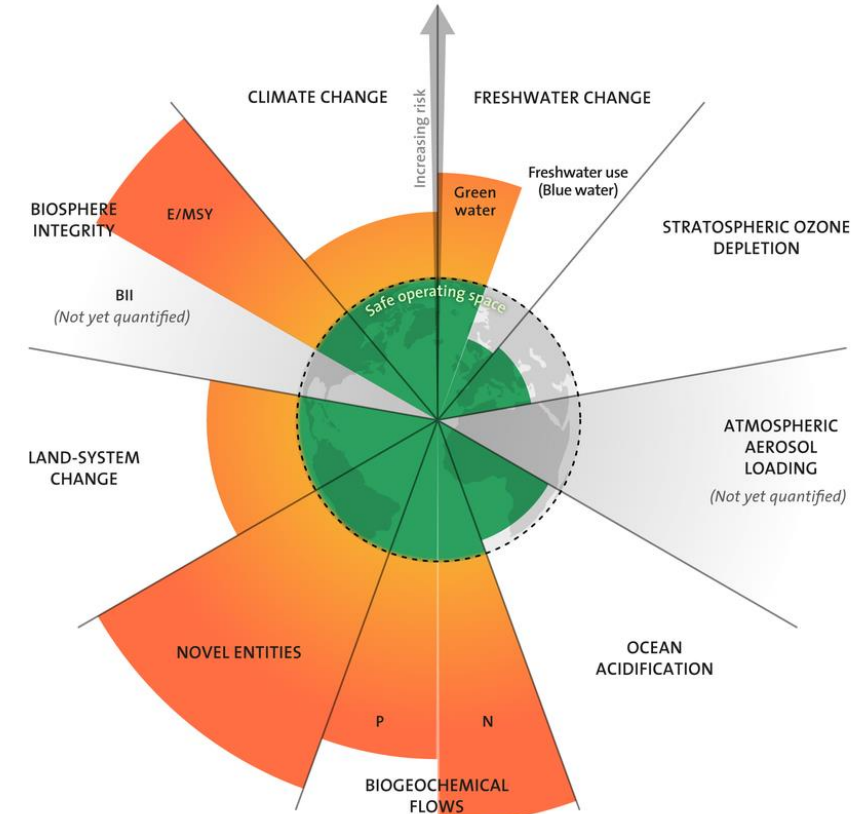 CLIMATE CHANGE
FRESHWATER CHANGE
Increasing risk
Freshwater use
(Blue water)
Green
water
BIOSPHERE
INTEGRITY
E/MSY
STRATOSPHERIC OZONE
DEPLETION
BII
(Not yet quantified)
Safe operating space
ATMOSPHERIC
AEROSOL
LOADING
(Not yet quantified)
LAND-SYSTEM
CHANGE
NOVEL ENTITIES
OCEAN
ACIDIFICATION
P
N
BIOGEOCHEMICAL
FLOWS